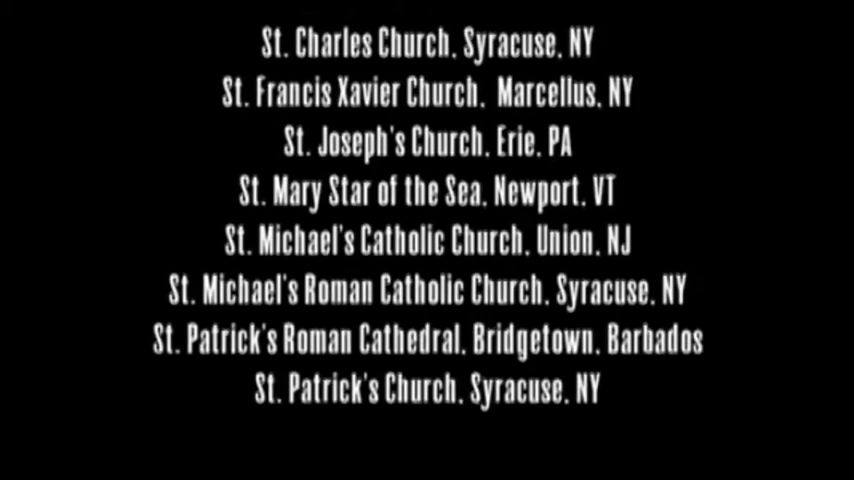 St. Charles Church, Syracuse, NY
St. Francis Xavier Church, Marcellus, NY
St. Joseph's Church, Erie, PA
St. Mary Star of the Sea, Newport, VT
St. Michael's Catholic Church, Union, NJ
St. Michael's Roman Catholic Church, Syracuse, NY
St. Patrick's Roman Cathedral, Bridgetown, Barbados
St. Patrick's Church, Syracuse, NY